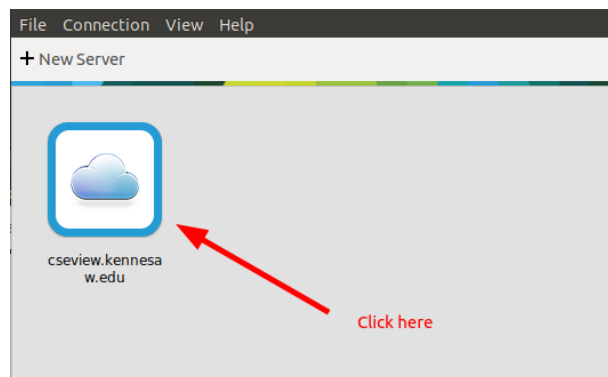 File Connection View Help
+ New Server
cseview.kennesa
w.edu
Click here